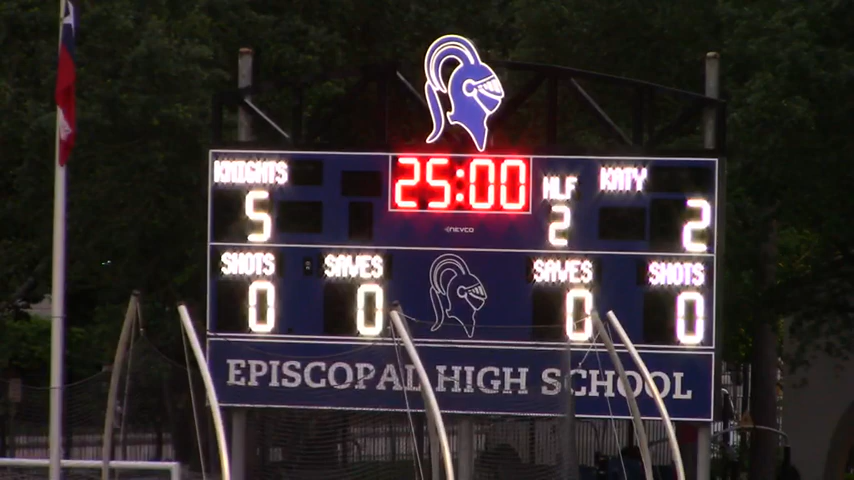 KNIGHTS 25:00 HLF KATY
5 2 2
NEVCO
SHOTS SAVES SAVES SHOTS
0 0 0 0
EPISCOPAL HIGH SCHOOL